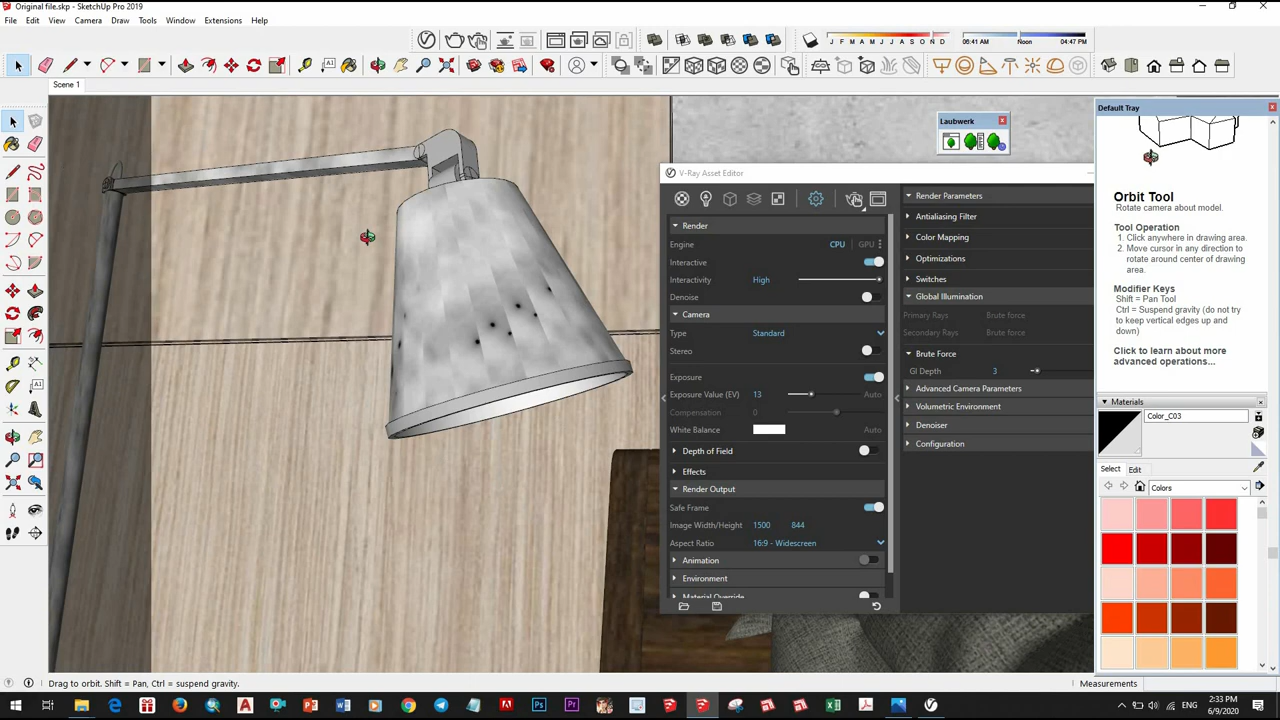 Original file.skp - SketchUp Pro 2019
File Edit View Camera Draw Tools Window Extensions Help
J F M A M J J A S O N D
06:41 AM Noon 04:47 PM
Scene 1
Default Tray
Laubwerk
Orbit Tool
Rotate camera about model.
Tool Operation
1. Click anywhere in drawing area.
2. Move cursor in any direction to rotate around center of drawing area.
Modifier Keys
Shift = Pan Tool
Ctrl = Suspend gravity (do not try to keep vertical edges up and down)
Click to learn about more advanced operations...
V-Ray Asset Editor
Render
Engine CPU GPU
Interactive
Interactivity High
Denoise
Camera
Type Standard
Stereo
Exposure
Exposure Value (EV) 13 Auto
Compensation 0
White Balance Auto
Depth of Field
Effects
Render Output
Safe Frame
Image Width/Height 1500 844
Aspect Ratio 16:9 - Widescreen
Animation
Environment
Material Override
Render Parameters
Antialiasing Filter
Color Mapping
Optimizations
Switches
Global Illumination
Primary Rays Brute force
Secondary Rays Brute force
Brute Force
GI Depth 3
Advanced Camera Parameters
Volumetric Environment
Denoiser
Configuration
Materials
Color_C03
Select Edit
Colors
Drag to orbit. Shift = Pan, Ctrl = suspend gravity.
Measurements
2:33 PM
6/9/2020